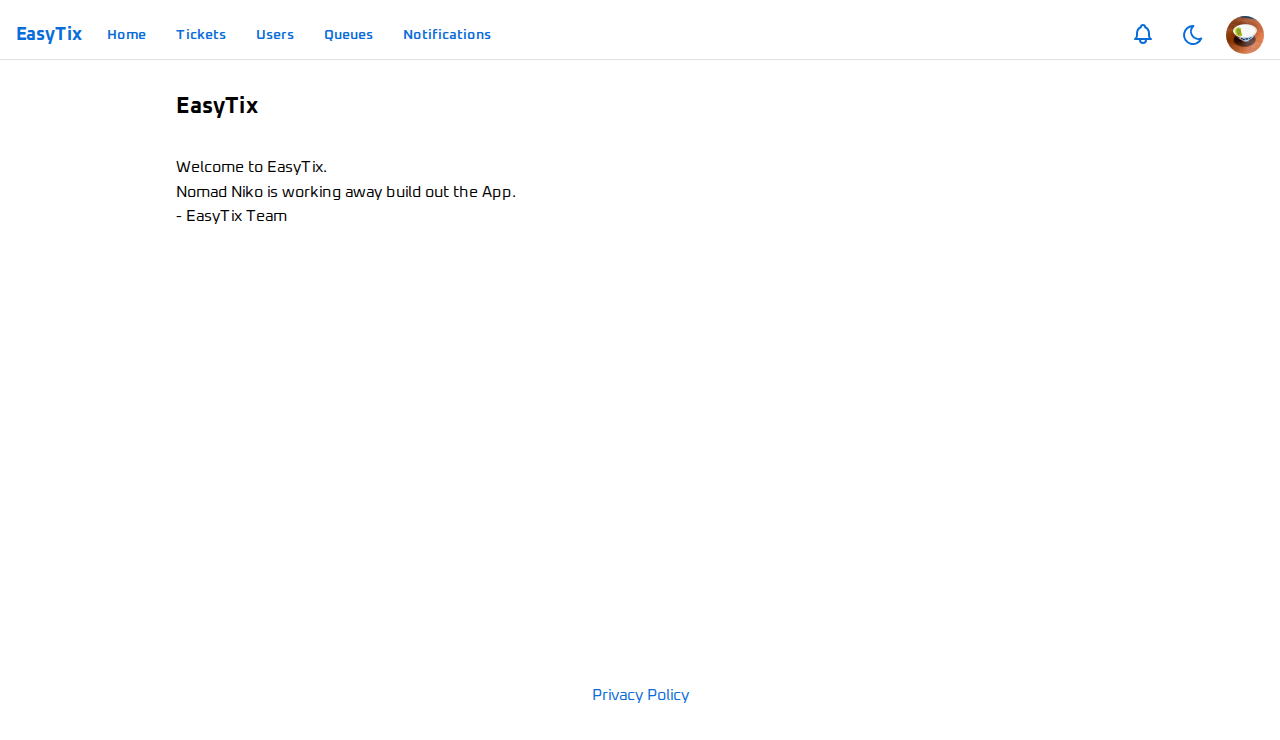 EasyTix Home Tickets Users Queues Notifications
EasyTix
Welcome to EasyTix.
Nomad Niko is working away build out the App.
- EasyTix Team
Privacy Policy